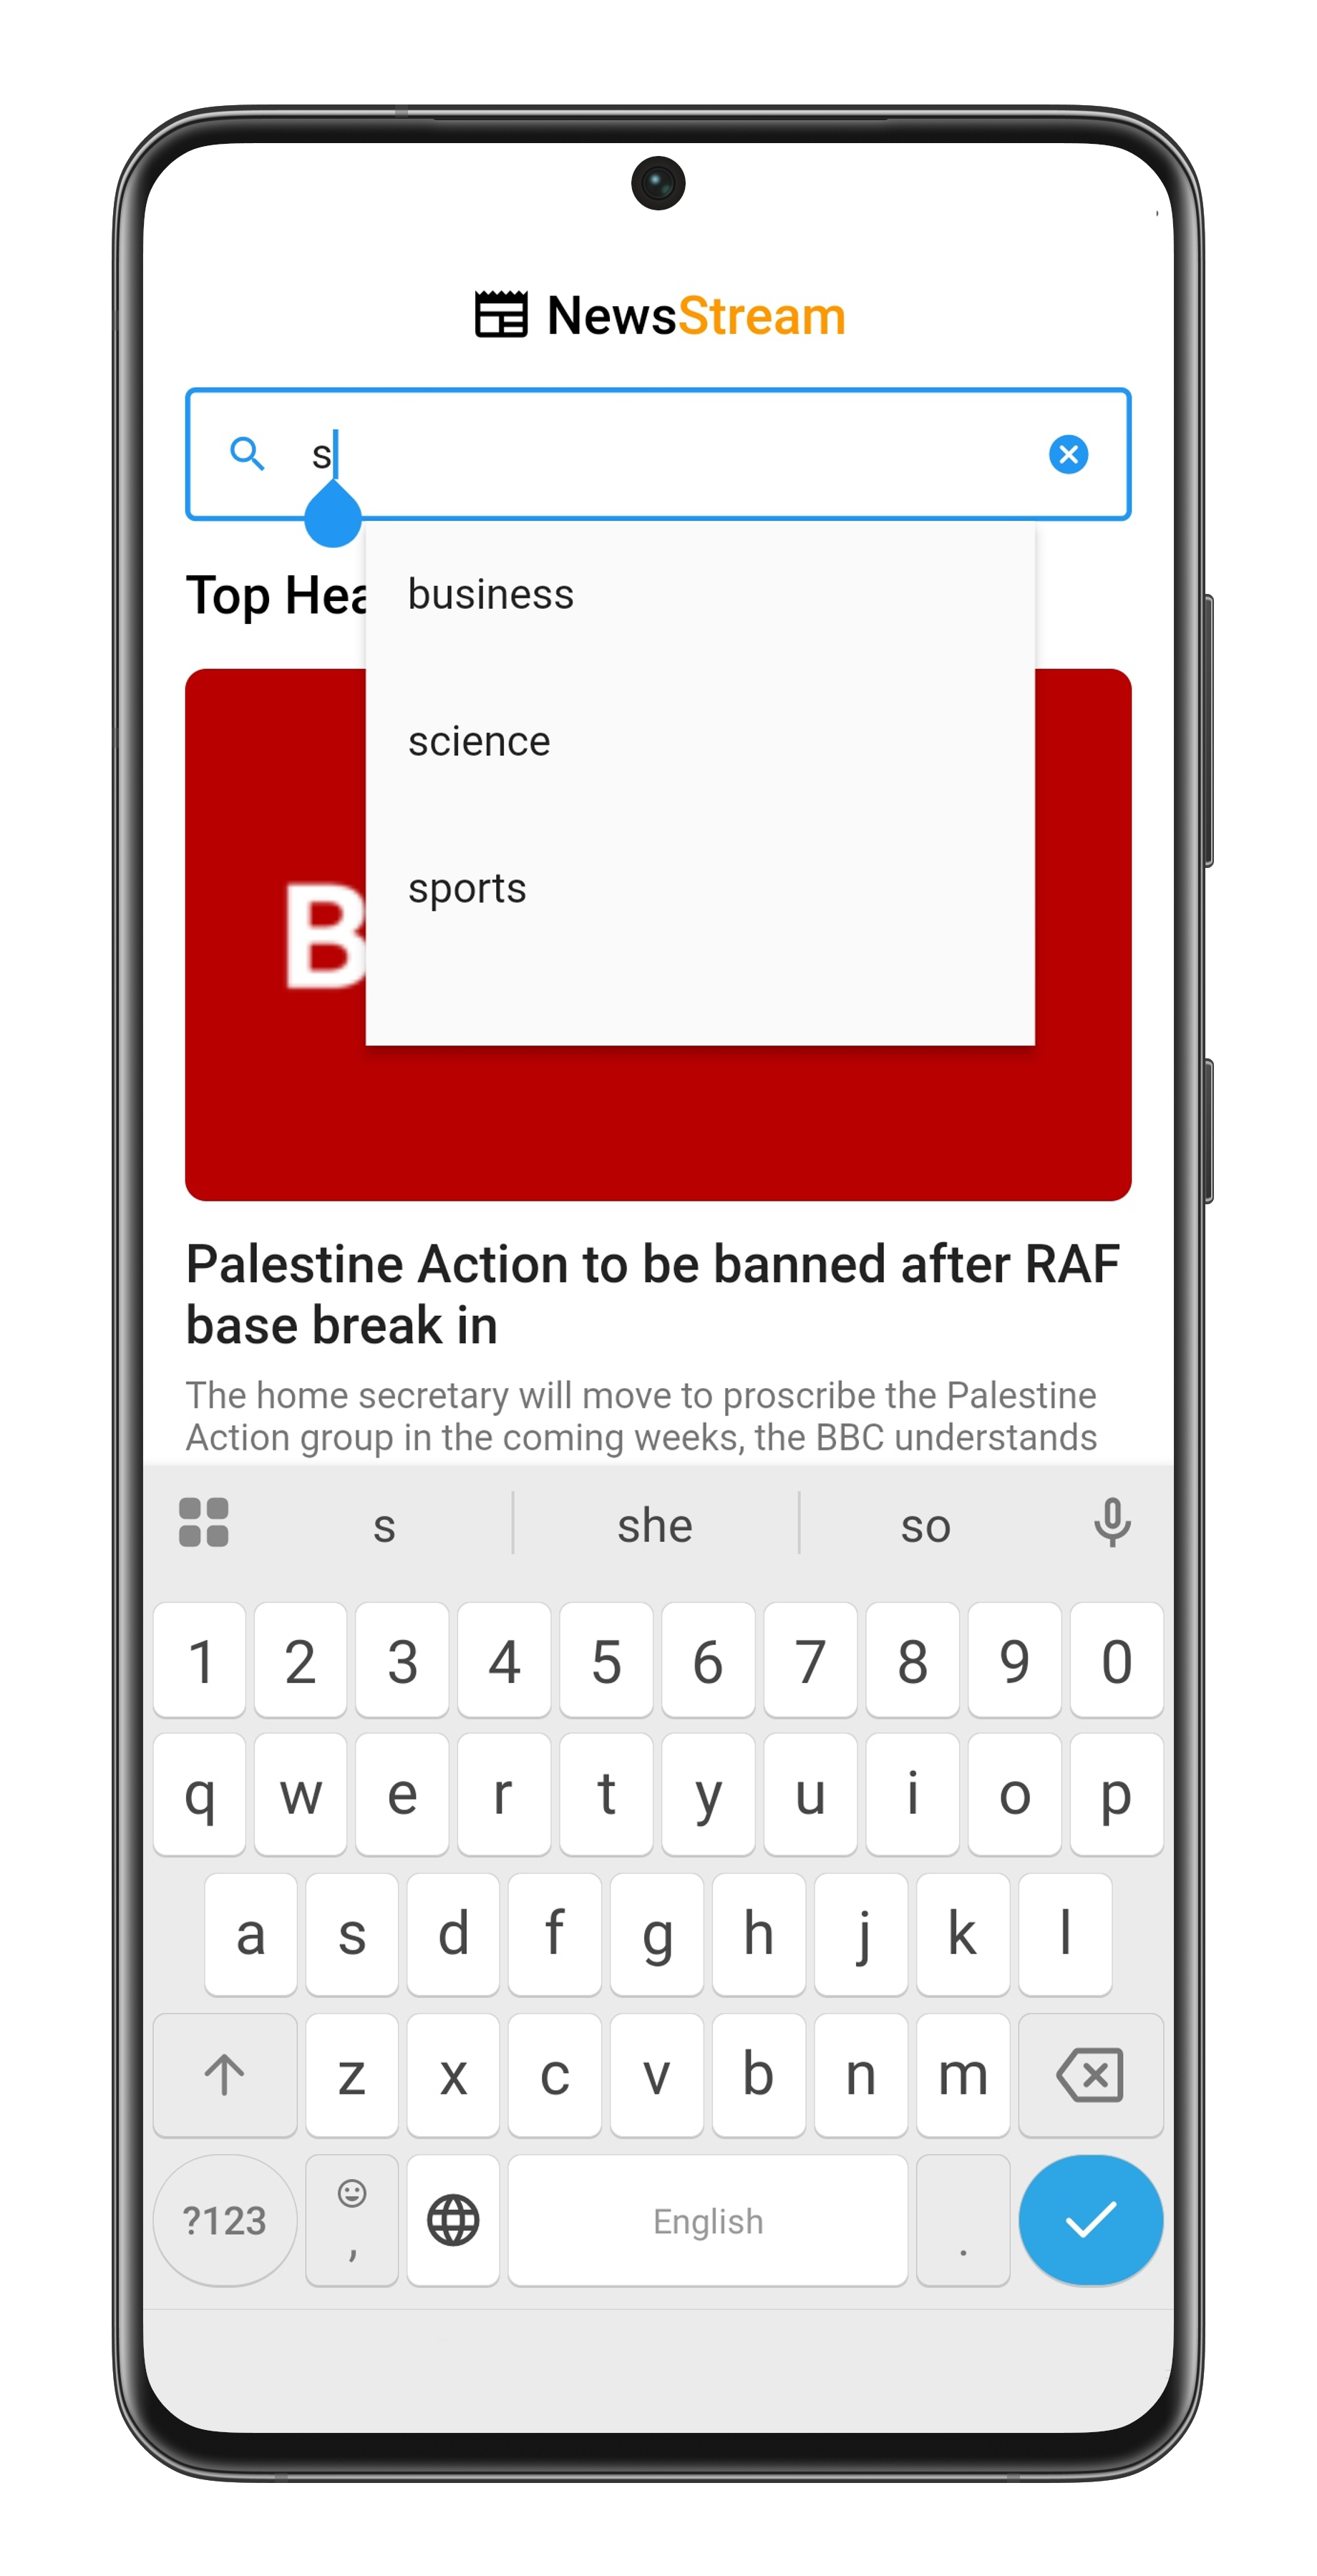 NewsStream
s
Top Hea
business
science
sports
B
Palestine Action to be banned after RAF
base break in
The home secretary will move to proscribe the Palestine
Action group in the coming weeks, the BBC understands
s she so
1 2 3 4 5 6 7 8 9 0
q w e r t y u i o p
a s d f g h j k l
z x c v b n m
?123 , English .